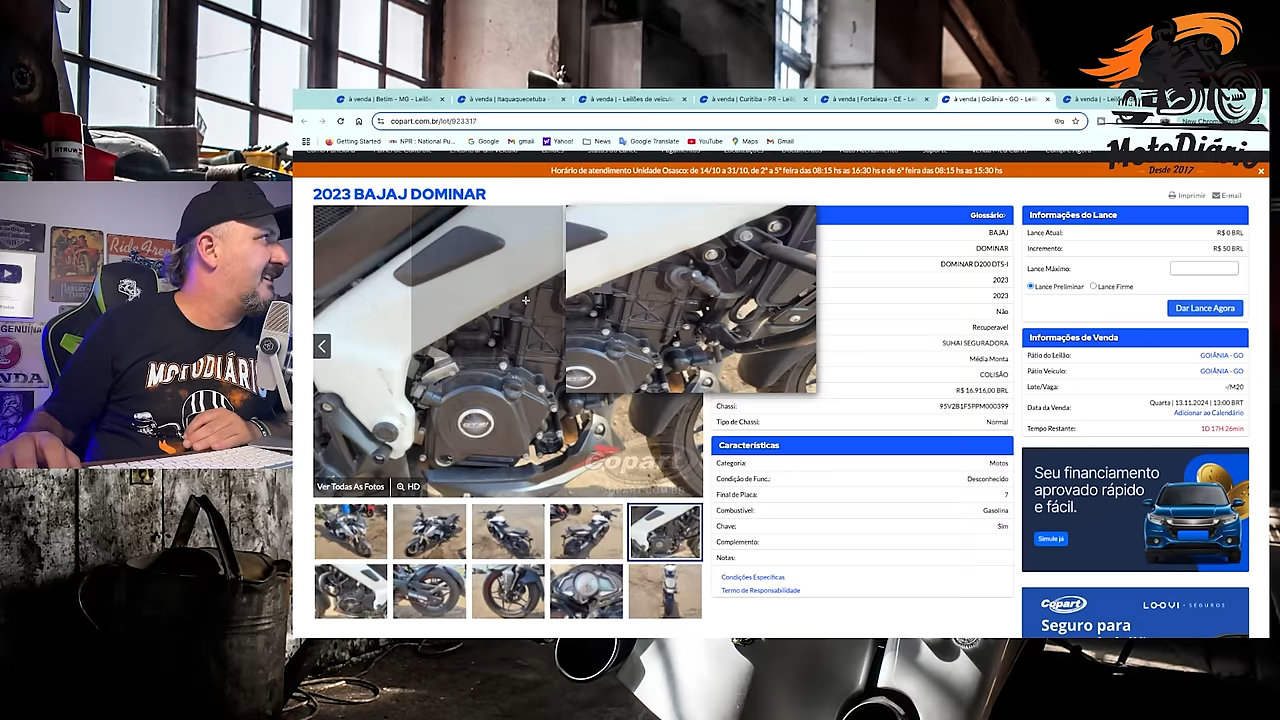 à venda | Betim - MG - Leilõe
à venda | Itaquaquecetuba -
à venda | - Leilões de veícul
à venda | Curitiba - PR - Leil
à venda | Fortaleza - CE - Lei
à venda | Goiânia - GO - Leil
à venda | -
copart.com.br/lot/923317
Getting Started
NPR : National Pu...
Google
gmail
Yahoo!
News
Google Translate
YouTube
Maps
Gmail
MotoDiário
Desde 2017
Horário de atendimento Unidade Osasco: de 14/10 a 31/10, de 2ª a 5ª feira das 08:15 hs as 16:30 hs e de 6ª feira das 08:15 hs as 15:30 hs
2023 BAJAJ DOMINAR
Imprimir
E-mail
Glossário
BAJAJ
DOMINAR
DOMINAR D200 DTS-I
2023
2023
Não
Recuperavel
SUHAI SEGURADORA
Média Monta
COLISÃO
R$ 16.916,00 BRL
Chassi: 95V2B1F5PPM000399
Tipo de Chassi: Normal
Características
Categoria: Motos
Condição de Func.: Desconhecido
Final de Placa: 7
Combustível: Gasolina
Chave: Sim
Complemento:
Notas:
Condições Específicas
Termo de Responsabilidade
Informações do Lance
Lance Atual: R$ 0 BRL
Incremento: R$ 50 BRL
Lance Máximo:
Lance Preliminar
Lance Firme
Dar Lance Agora
Informações de Venda
Pátio do Leilão: GOIÂNIA - GO
Pátio Veículo: GOIÂNIA - GO
Lote/Vaga: -/M20
Data da Venda: Quarta | 13.11.2024 | 13:00 BRT
Adicionar ao Calendário
Tempo Restante: 1D 17H 26min
Seu financiamento
aprovado rápido
e fácil.
Simule já
Copart
LOOVI - SEGUROS
Seguro para
Ver Todas As Fotos
HD
Copart
MOTODIÁRI
Ride Free
GENUIN
NDA
WURTH